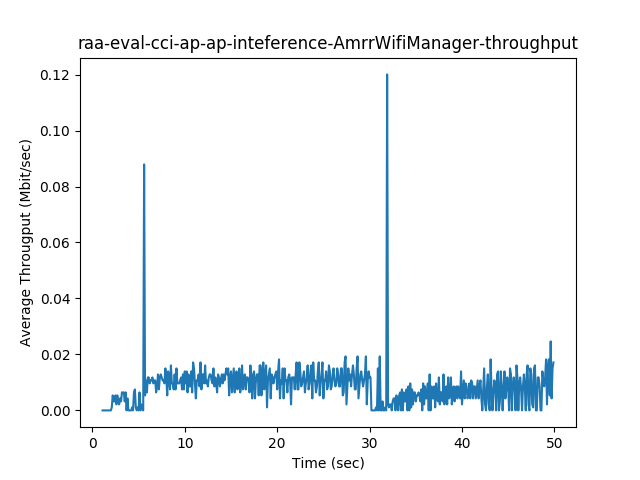 raa-eval-cci-ap-ap-inteference-AmrrWifiManager-throughput
0.12
0.10
0.08
0.06
0.04
0.02
0.00
Average Througput (Mbit/sec)
0 10 20 30 40 50
Time (sec)